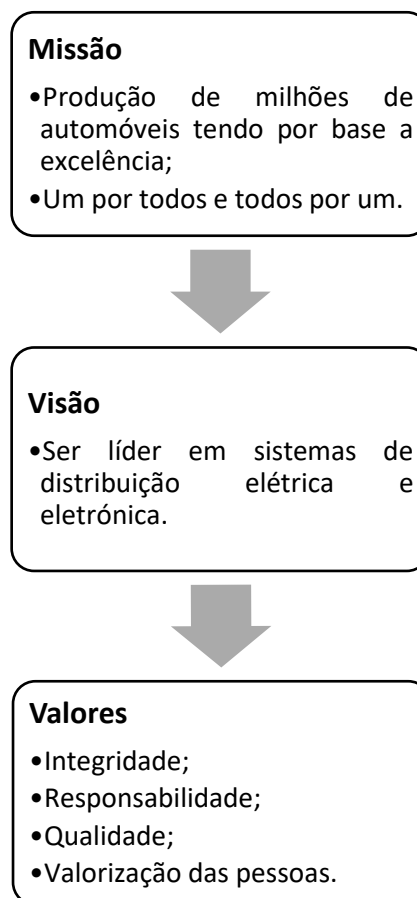 Missão
•Produção de milhões de
automóveis tendo por base a
excelência;
•Um por todos e todos por um.
Visão
•Ser líder em sistemas de
distribuição elétrica e
eletrónica.
Valores
•Integridade;
•Responsabilidade;
•Qualidade;
•Valorização das pessoas.